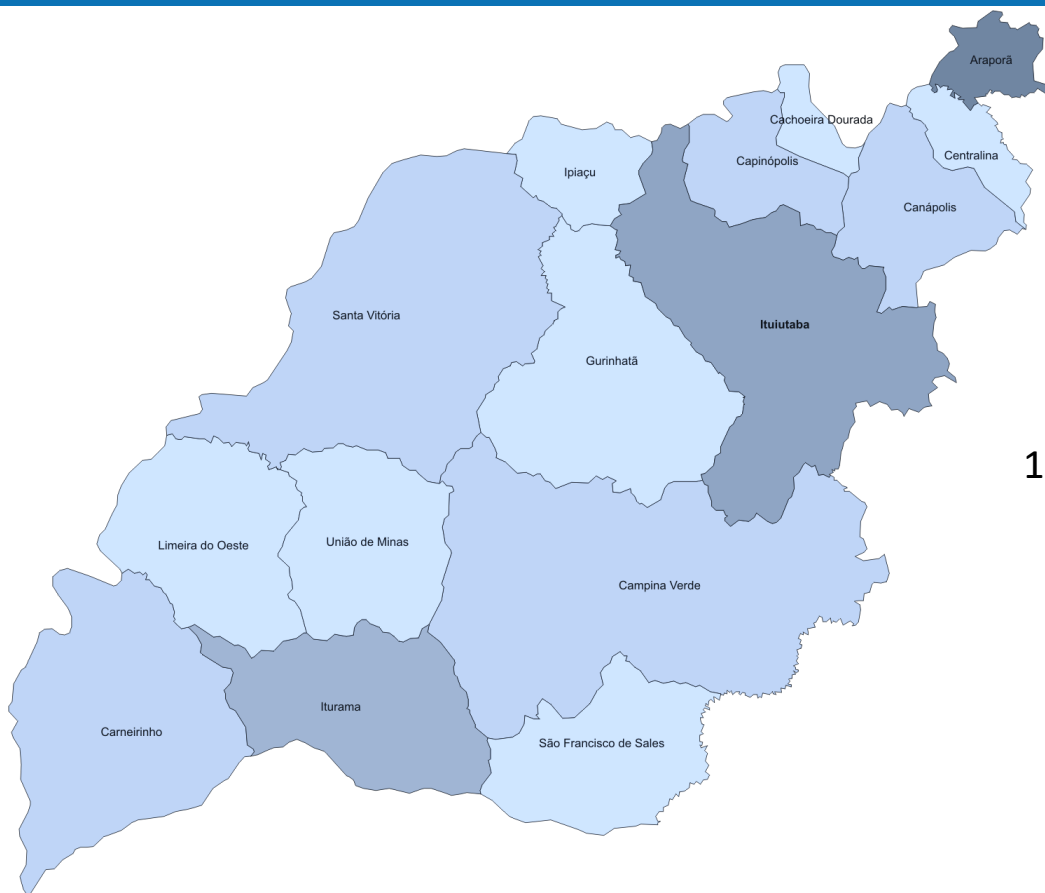 Araporã
Cachoeira Dourada
Centralina
Capinópolis
Ipiaçu
Canápolis
Santa Vitória
Ituiutaba
Gurinhatã
1
Limeira do Oeste
União de Minas
Campina Verde
Iturama
Carneirinho
São Francisco de Sales